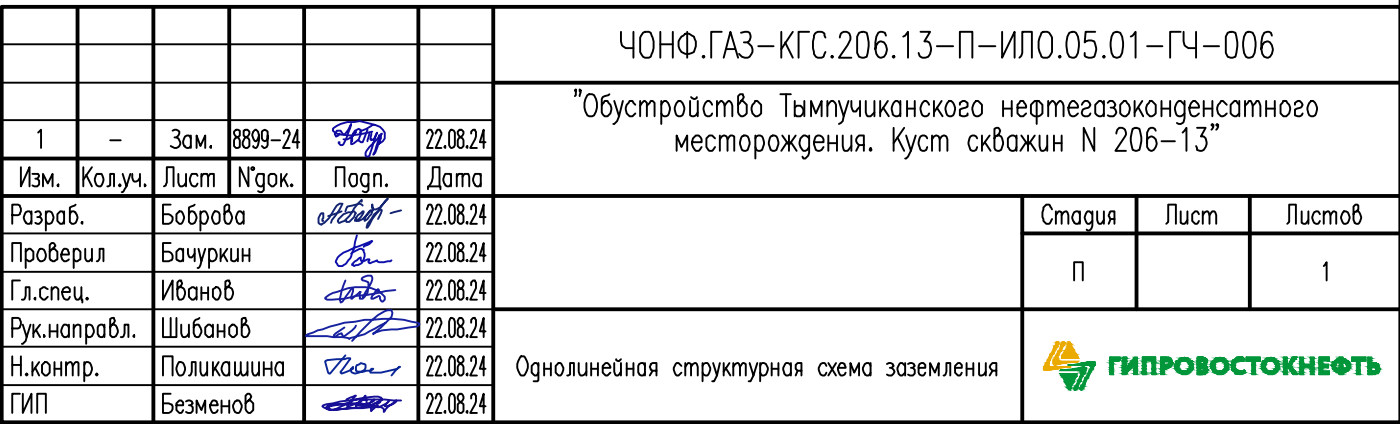 ЧОНФ.ГАЗ-КГС.206.13-П-ИЛО.05.01-ГЧ-006
"Обустройство Тымпучиканского нефтегазоконденсатного
месторождения. Куст скважин N 206-13"
1 - Зам. 8899-24 22.08.24
Изм. Кол.уч. Лист N°док. Подп. Дата
Разраб. Боброва 22.08.24
Стадия Лист Листов
Проверил Бачуркин 22.08.24
П 1
Гл.спец. Иванов 22.08.24
Рук.направл. Шибанов 22.08.24
Н.контр. Поликашина 22.08.24
Однолинейная структурная схема заземления
ГИПРОВОСТОКНЕФТЬ
ГИП Безменов 22.08.24